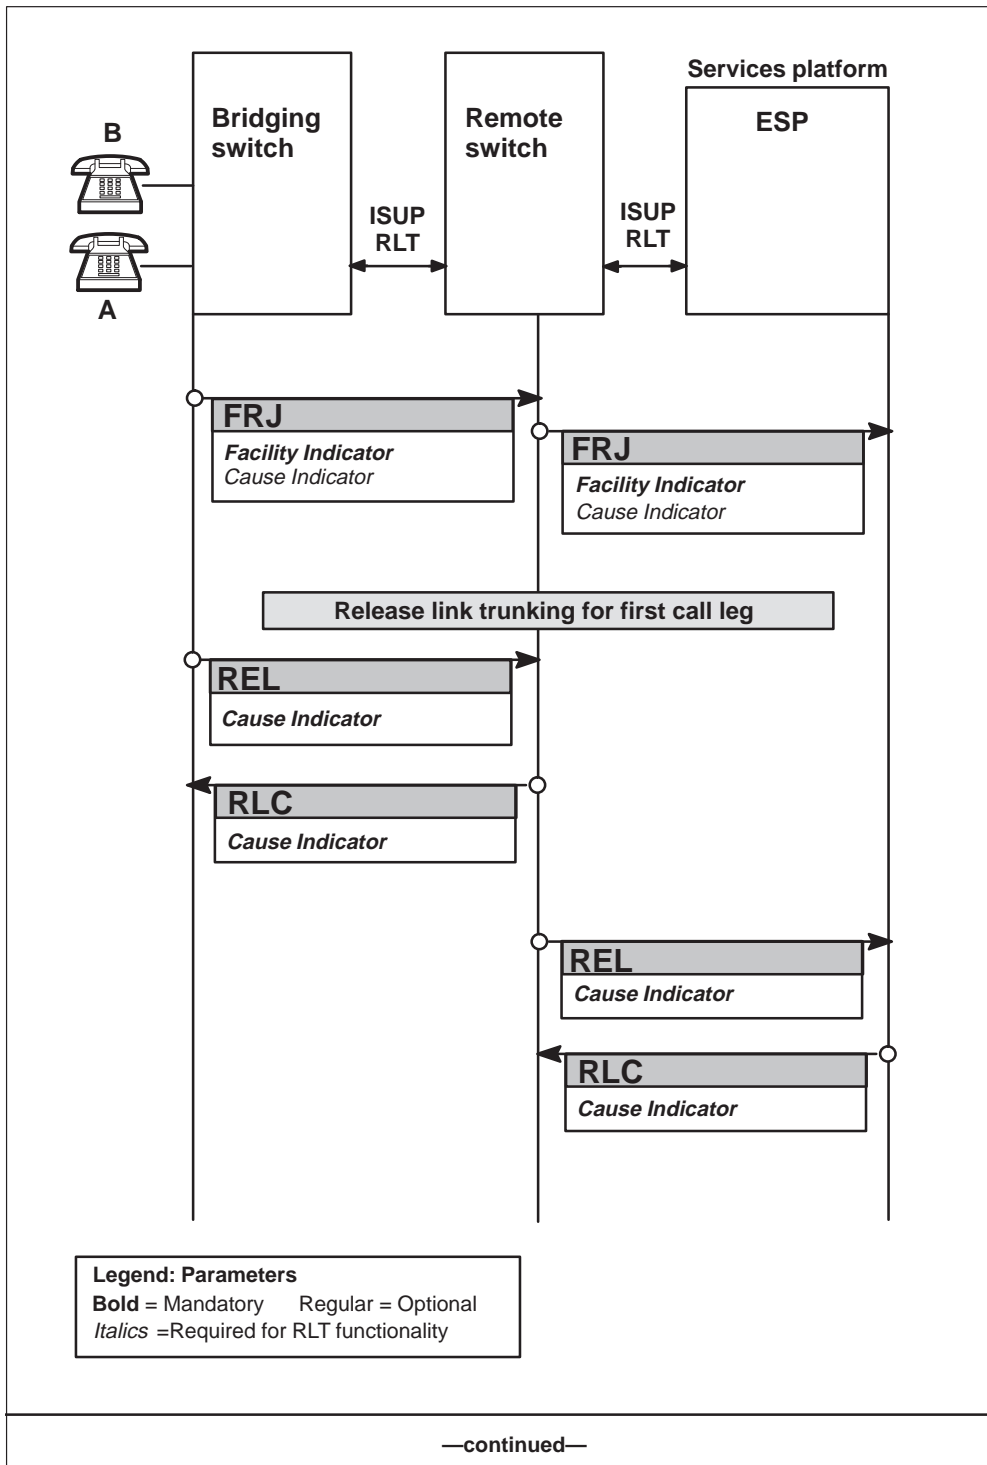 Services platform
Bridging
switch
Remote
switch
ESP
B
A
ISUP
RLT
ISUP
RLT
FRJ
Facility Indicator
Cause Indicator
FRJ
Facility Indicator
Cause Indicator
Release link trunking for first call leg
REL
Cause Indicator
RLC
Cause Indicator
REL
Cause Indicator
RLC
Cause Indicator
Legend: Parameters
Bold = Mandatory Regular = Optional
Italics =Required for RLT functionality
—continued—